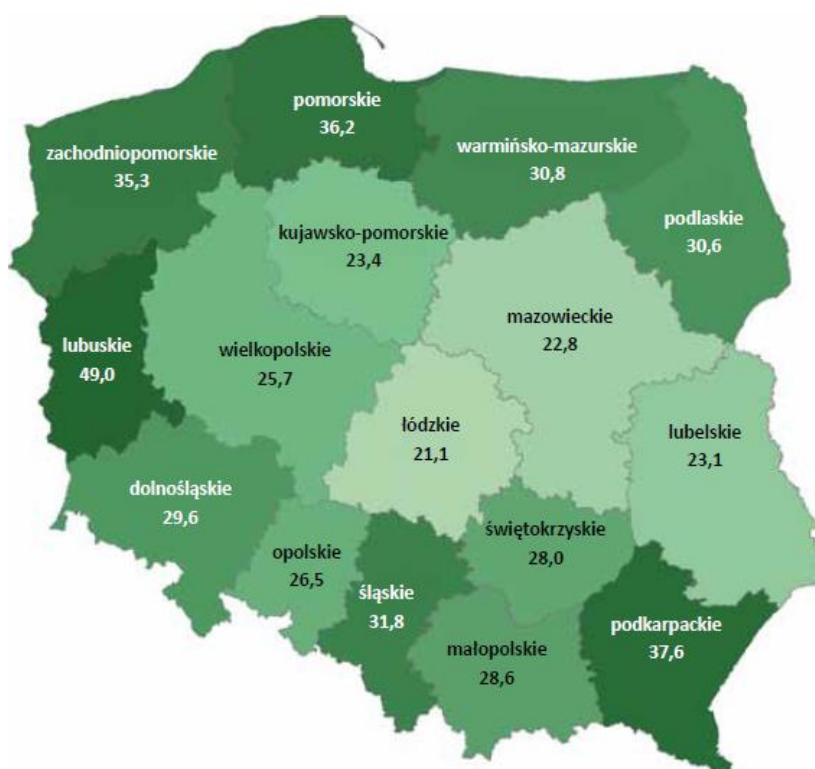 pomorskie
36,2
zachodniopomorskie
35,3
warmińsko-mazurskie
30,8
podlaskie
30,6
kujawsko-pomorskie
23,4
mazowieckie
22,8
lubuskie
49,0
wielkopolskie
25,7
łódzkie
21,1
lubelskie
23,1
dolnośląskie
29,6
świętokrzyskie
28,0
opolskie
26,5
śląskie
31,8
podkarpackie
37,6
małopolskie
28,6